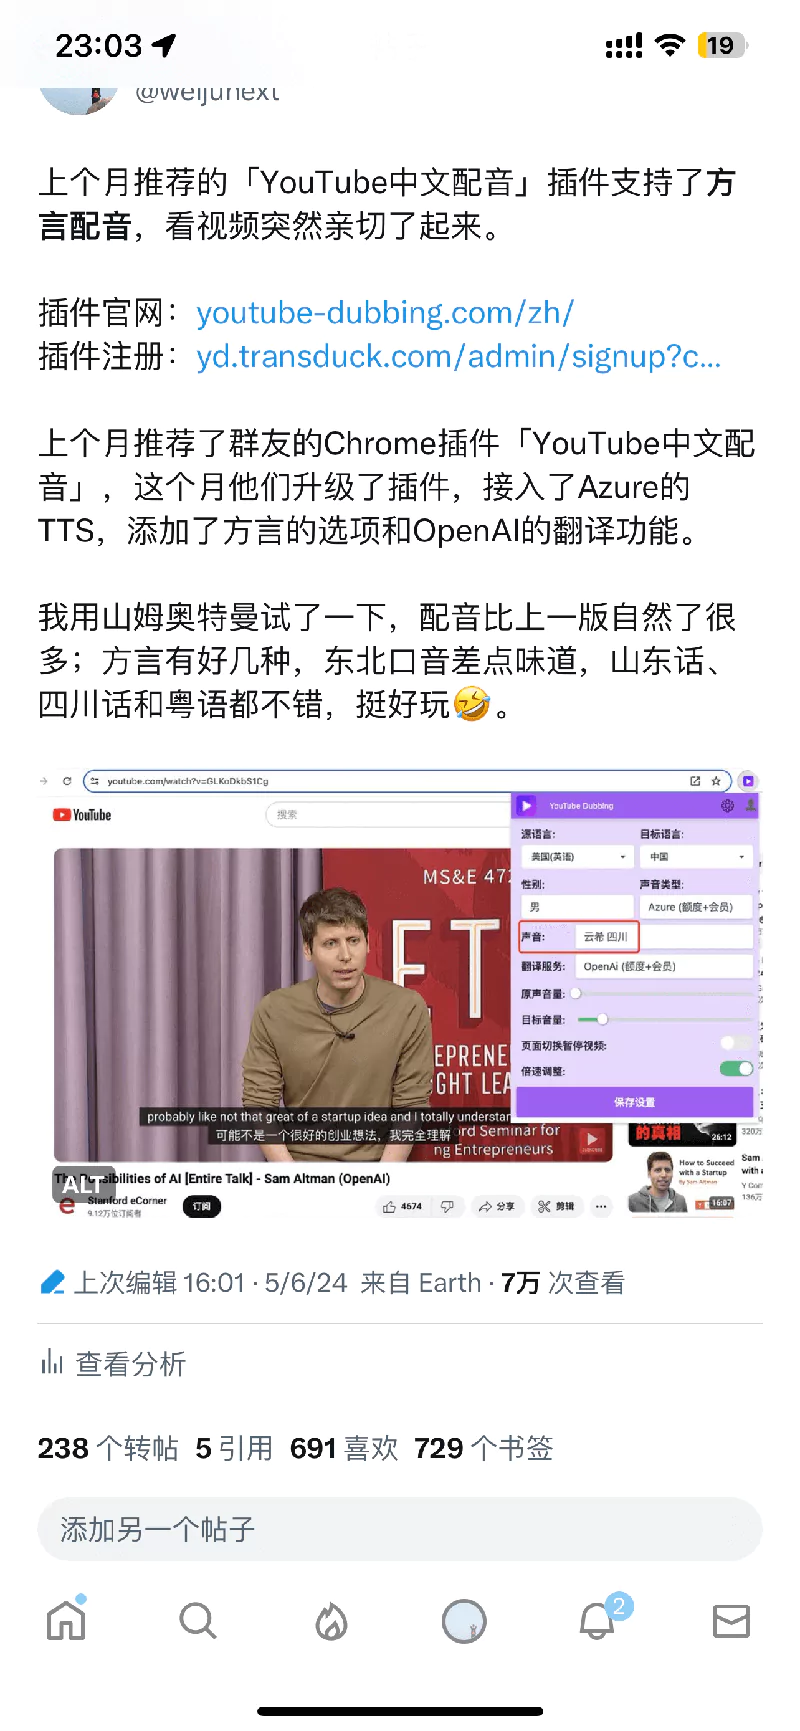 23:03
19
@weijunext
上个月推荐的「YouTube中文配音」插件支持了方
言配音，看视频突然亲切了起来。
插件官网：youtube-dubbing.com/zh/
插件注册：yd.transduck.com/admin/signup?c...
上个月推荐了群友的Chrome插件「YouTube中文配
音」，这个月他们升级了插件，接入了Azure的
TTS，添加了方言的选项和OpenAI的翻译功能。
我用山姆奥特曼试了一下，配音比上一版自然了很
多；方言有好几种，东北口音差点味道，山东话、
四川话和粤语都不错，挺好玩🤣。
youtube.com/watch?v=GLKoDkbS1Cg
YouTube
搜索
YouTube Dubbing
源语言：
目标语言：
英国(英语)
中国
性别：
声音类型：
男
Azure (额度+会员)
声音：
云希 四川
翻译服务：
OpenAi (额度+会员)
原声音量：
目标音量：
页面切换暂停视频：
倍速调整：
保存设置
MS&E 472
ET
EPRENE
GHT LEA
probably like not that great of a startup idea and I totally understan
可能不是一个很好的创业想法，我完全理解
ord Seminar for
ng Entrepreneurs
的真相
26:12
320万
How to Succeed
with a Startup
by Sam Altman
16:07
Sam
with a
Y Con
136万
ALT
The Possibilities of AI [Entire Talk] - Sam Altman (OpenAI)
Stanford eCorner
9.12万位订阅者
订阅
4674
分享
剪辑
上次编辑 16:01 · 5/6/24 来自 Earth · 7万 次查看
查看分析
238 个转帖 5 引用 691 喜欢 729 个书签
添加另一个帖子
2